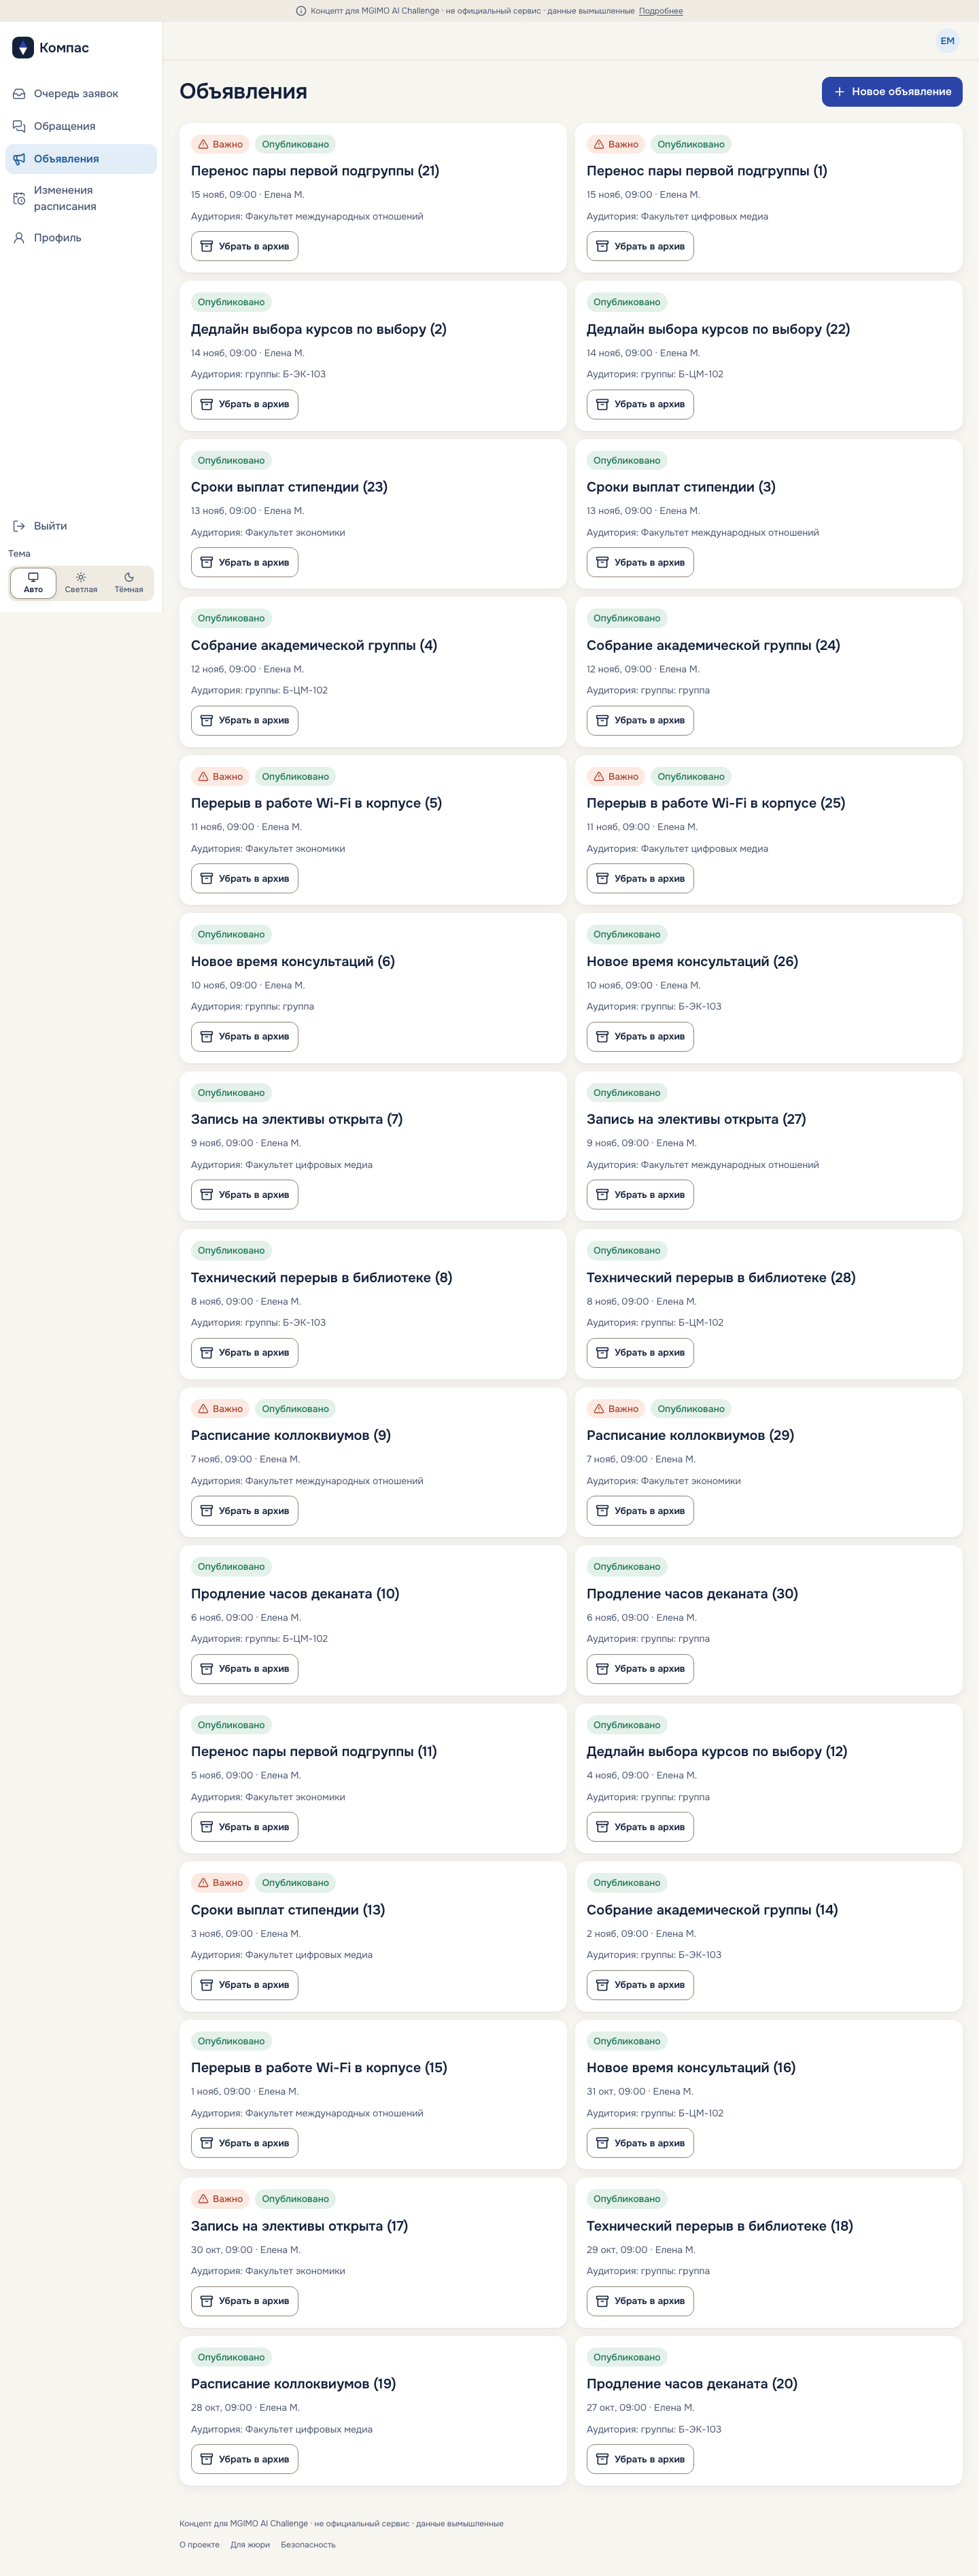 Концепт для MGIMO AI Challenge · не официальный сервис · данные вымышленные Подробнее
Компас
Очередь заявок
Обращения
Объявления
Изменения
расписания
Профиль
Выйти
Тема
Авто Светлая Тёмная
ЕМ
Объявления
Новое объявление
Важно Опубликовано
Перенос пары первой подгруппы (21)
15 нояб, 09:00 · Елена М.
Аудитория: Факультет международных отношений
Убрать в архив
Важно Опубликовано
Перенос пары первой подгруппы (1)
15 нояб, 09:00 · Елена М.
Аудитория: Факультет цифровых медиа
Убрать в архив
Опубликовано
Дедлайн выбора курсов по выбору (2)
14 нояб, 09:00 · Елена М.
Аудитория: группы: Б-ЭК-103
Убрать в архив
Опубликовано
Дедлайн выбора курсов по выбору (22)
14 нояб, 09:00 · Елена М.
Аудитория: группы: Б-ЦМ-102
Убрать в архив
Опубликовано
Сроки выплат стипендии (23)
13 нояб, 09:00 · Елена М.
Аудитория: Факультет экономики
Убрать в архив
Опубликовано
Сроки выплат стипендии (3)
13 нояб, 09:00 · Елена М.
Аудитория: Факультет международных отношений
Убрать в архив
Опубликовано
Собрание академической группы (4)
12 нояб, 09:00 · Елена М.
Аудитория: группы: Б-ЦМ-102
Убрать в архив
Опубликовано
Собрание академической группы (24)
12 нояб, 09:00 · Елена М.
Аудитория: группы: группа
Убрать в архив
Важно Опубликовано
Перерыв в работе Wi-Fi в корпусе (5)
11 нояб, 09:00 · Елена М.
Аудитория: Факультет экономики
Убрать в архив
Важно Опубликовано
Перерыв в работе Wi-Fi в корпусе (25)
11 нояб, 09:00 · Елена М.
Аудитория: Факультет цифровых медиа
Убрать в архив
Опубликовано
Новое время консультаций (6)
10 нояб, 09:00 · Елена М.
Аудитория: группы: группа
Убрать в архив
Опубликовано
Новое время консультаций (26)
10 нояб, 09:00 · Елена М.
Аудитория: группы: Б-ЭК-103
Убрать в архив
Опубликовано
Запись на элективы открыта (7)
9 нояб, 09:00 · Елена М.
Аудитория: Факультет цифровых медиа
Убрать в архив
Опубликовано
Запись на элективы открыта (27)
9 нояб, 09:00 · Елена М.
Аудитория: Факультет международных отношений
Убрать в архив
Опубликовано
Технический перерыв в библиотеке (8)
8 нояб, 09:00 · Елена М.
Аудитория: группы: Б-ЭК-103
Убрать в архив
Опубликовано
Технический перерыв в библиотеке (28)
8 нояб, 09:00 · Елена М.
Аудитория: группы: Б-ЦМ-102
Убрать в архив
Важно Опубликовано
Расписание коллоквиумов (9)
7 нояб, 09:00 · Елена М.
Аудитория: Факультет международных отношений
Убрать в архив
Важно Опубликовано
Расписание коллоквиумов (29)
7 нояб, 09:00 · Елена М.
Аудитория: Факультет экономики
Убрать в архив
Опубликовано
Продление часов деканата (10)
6 нояб, 09:00 · Елена М.
Аудитория: группы: Б-ЦМ-102
Убрать в архив
Опубликовано
Продление часов деканата (30)
6 нояб, 09:00 · Елена М.
Аудитория: группы: группа
Убрать в архив
Опубликовано
Перенос пары первой подгруппы (11)
5 нояб, 09:00 · Елена М.
Аудитория: Факультет экономики
Убрать в архив
Опубликовано
Дедлайн выбора курсов по выбору (12)
4 нояб, 09:00 · Елена М.
Аудитория: группы: группа
Убрать в архив
Важно Опубликовано
Сроки выплат стипендии (13)
3 нояб, 09:00 · Елена М.
Аудитория: Факультет цифровых медиа
Убрать в архив
Опубликовано
Собрание академической группы (14)
2 нояб, 09:00 · Елена М.
Аудитория: группы: Б-ЭК-103
Убрать в архив
Опубликовано
Перерыв в работе Wi-Fi в корпусе (15)
1 нояб, 09:00 · Елена М.
Аудитория: Факультет международных отношений
Убрать в архив
Опубликовано
Новое время консультаций (16)
31 окт, 09:00 · Елена М.
Аудитория: группы: Б-ЦМ-102
Убрать в архив
Важно Опубликовано
Запись на элективы открыта (17)
30 окт, 09:00 · Елена М.
Аудитория: Факультет экономики
Убрать в архив
Опубликовано
Технический перерыв в библиотеке (18)
29 окт, 09:00 · Елена М.
Аудитория: группы: группа
Убрать в архив
Опубликовано
Расписание коллоквиумов (19)
28 окт, 09:00 · Елена М.
Аудитория: Факультет цифровых медиа
Убрать в архив
Опубликовано
Продление часов деканата (20)
27 окт, 09:00 · Елена М.
Аудитория: группы: Б-ЭК-103
Убрать в архив
Концепт для MGIMO AI Challenge · не официальный сервис · данные вымышленные
О проекте Для жюри Безопасность